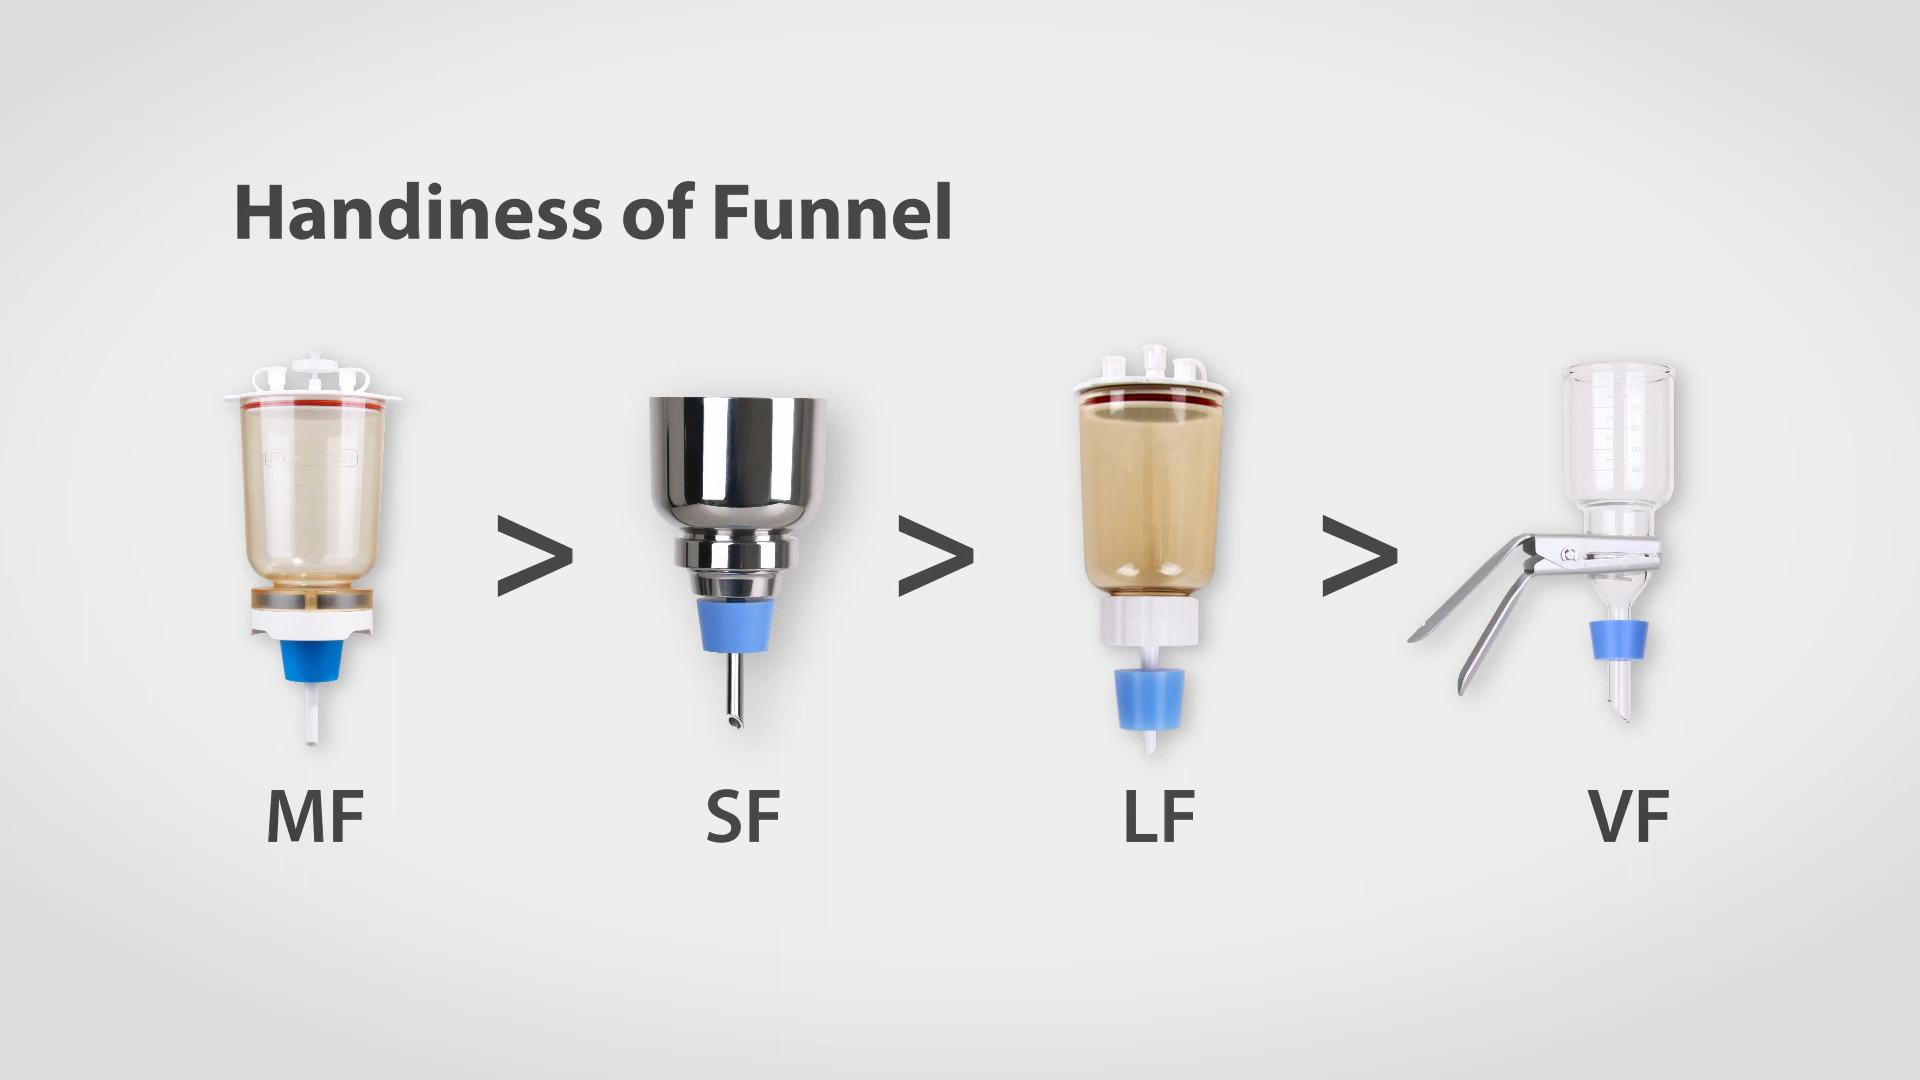 Handiness of Funnel
> > >
MF SF LF VF